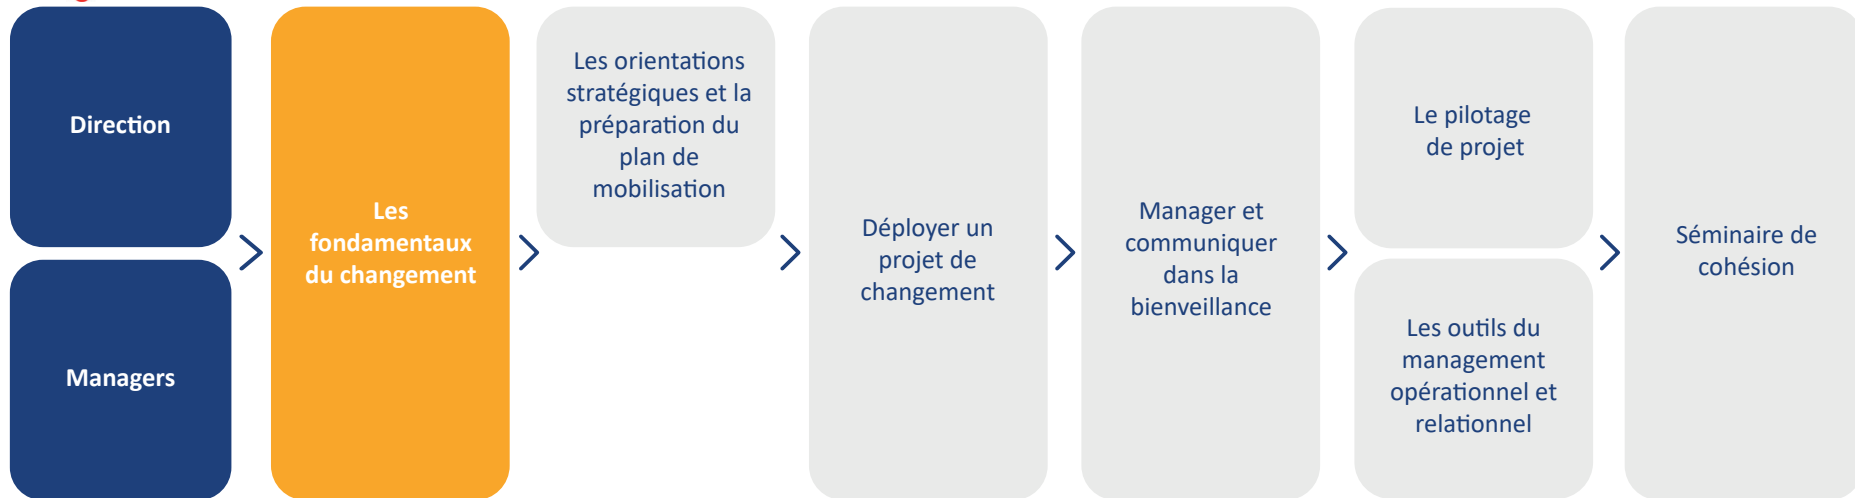 Direction
Managers
Les
fondamentaux
du changement
Les orientations
stratégiques et la
préparation du
plan de
mobilisation
Déployer un
projet de
changement
Manager et
communiquer
dans la
bienveillance
Le pilotage
de projet
Les outils du
management
opérationnel et
relationnel
Séminaire de
cohésion